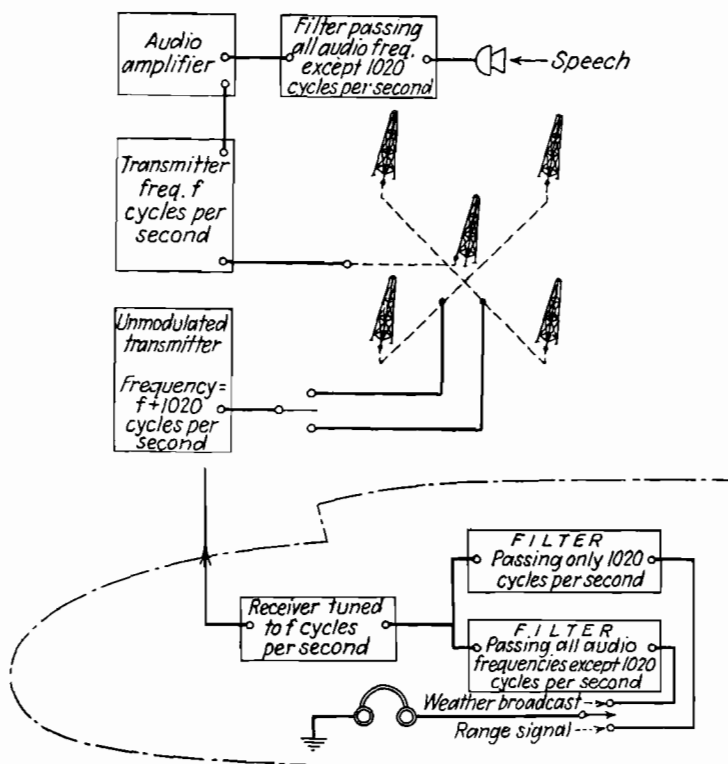 Audio
amplifier
Filter passing
all audio freq.
except 1020
cycles per second
Speech
Transmitter
freq. f
cycles per
second
Unmodulated
transmitter
Frequency=
f+1020
cycles per
second
Receiver tuned
to f cycles
per second
FILTER
Passing only 1020
cycles per second
FILTER
Passing all audio
frequencies except 1020
cycles per second
Weather broadcast
Range signal